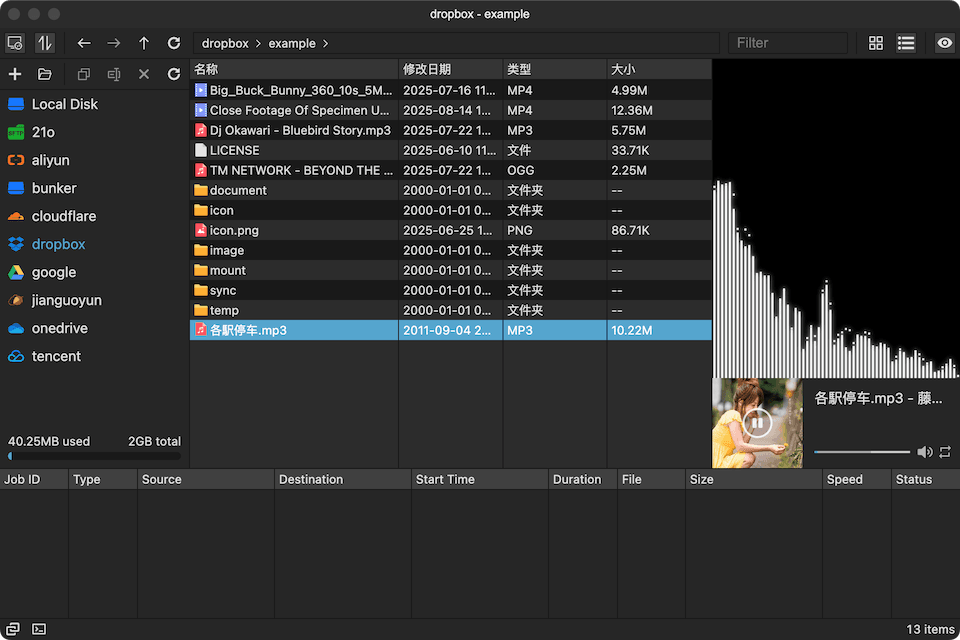 dropbox - example
dropbox > example >
Filter
名称 修改日期 类型 大小
Big_Buck_Bunny_360_10s_5M... 2025-07-16 11... MP4 4.99M
Close Footage Of Specimen U... 2025-08-14 1... MP4 12.36M
Dj Okawari - Bluebird Story.mp3 2025-07-22 1... MP3 5.75M
LICENSE 2025-06-10 11... 文件 33.71K
TM NETWORK - BEYOND THE ... 2025-07-22 1... OGG 2.25M
document 2000-01-01 0... 文件夹 --
icon 2000-01-01 0... 文件夹 --
icon.png 2025-06-25 1... PNG 86.71K
image 2000-01-01 0... 文件夹 --
mount 2000-01-01 0... 文件夹 --
sync 2000-01-01 0... 文件夹 --
temp 2000-01-01 0... 文件夹 --
各駅停车.mp3 2011-09-04 2... MP3 10.22M
Local Disk
SFTP 21o
aliyun
bunker
cloudflare
dropbox
google
jianguoyun
onedrive
tencent
40.25MB used 2GB total
各駅停车.mp3 - 藤...
Job ID Type Source Destination Start Time Duration File Size Speed Status
13 items